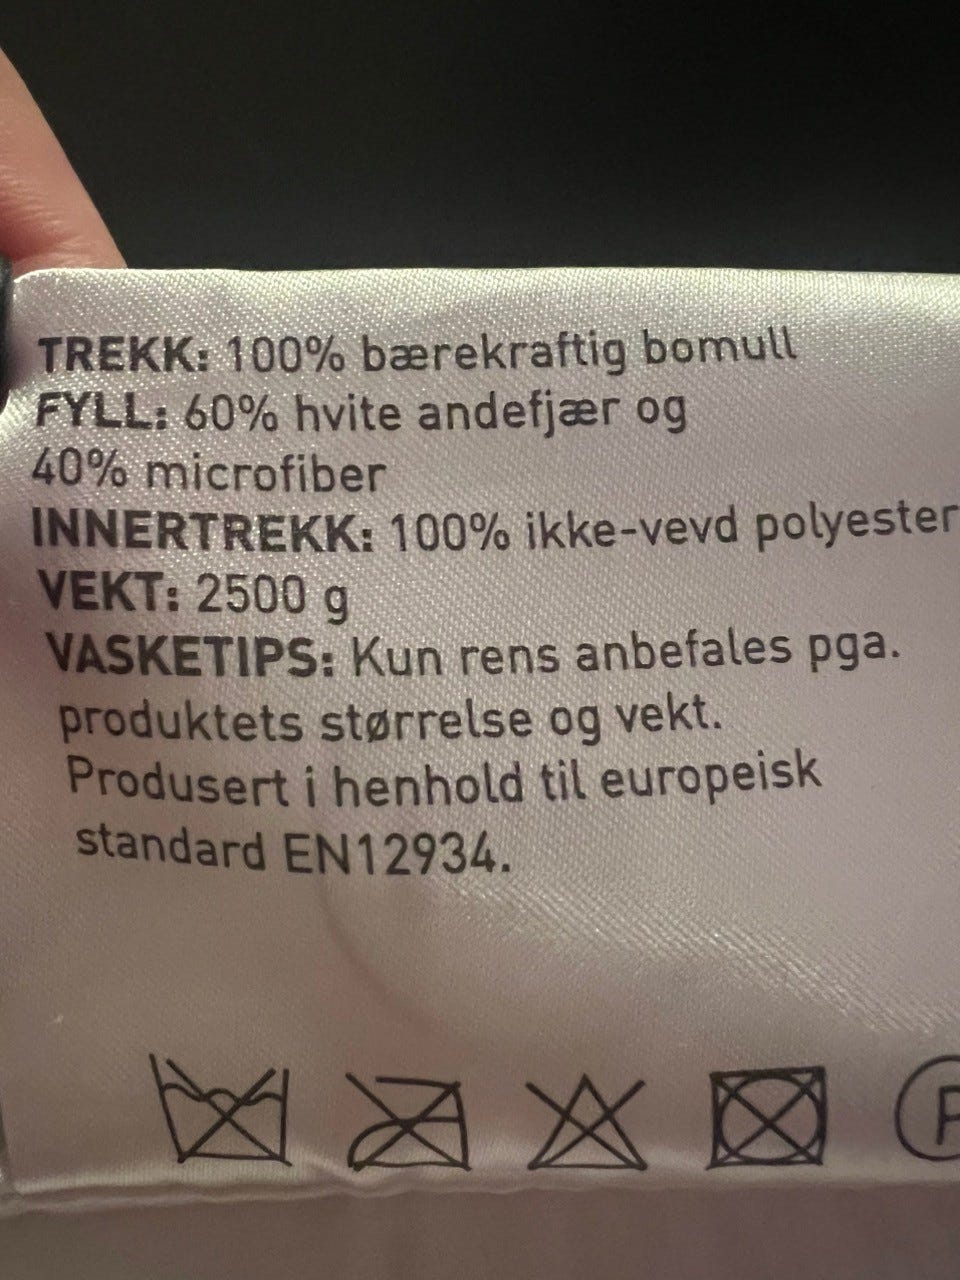 TREKK: 100% bærekraftig bomull
FYLL: 60% hvite andefjær og
40% microfiber
INNERTREKK: 100% ikke-vevd polyester
VEKT: 2500 g
VASKETIPS: Kun rens anbefales pga.
produktets størrelse og vekt.
Produsert i henhold til europeisk
standard EN12934.
P